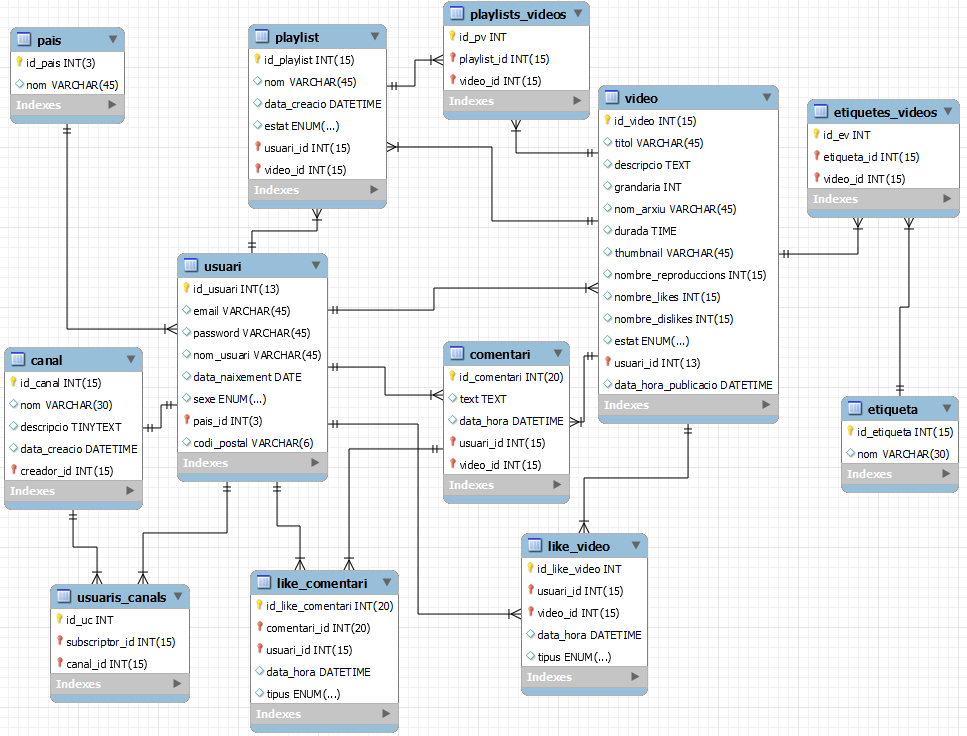 pais
id_pais INT(3)
nom VARCHAR(45)
Indexes
playlist
id_playlist INT(15)
nom VARCHAR(45)
data_creacio DATETIME
estat ENUM(...)
usuari_id INT(15)
video_id INT(15)
Indexes
playlists_videos
id_pv INT
playlist_id INT(15)
video_id INT(15)
Indexes
video
id_video INT(15)
titol VARCHAR(45)
descripcio TEXT
grandaria INT
nom_arxiu VARCHAR(45)
durada TIME
thumbnail VARCHAR(45)
nombre_reproduccions INT(15)
nombre_likes INT(15)
nombre_dislikes INT(15)
estat ENUM(...)
usuari_id INT(13)
data_hora_publicacio DATETIME
Indexes
etiquetes_videos
id_ev INT
etiqueta_id INT(15)
video_id INT(15)
Indexes
usuari
id_usuari INT(13)
email VARCHAR(45)
password VARCHAR(45)
nom_usuari VARCHAR(45)
data_naixement DATE
sexe ENUM(...)
pais_id INT(3)
codi_postal VARCHAR(6)
Indexes
canal
id_canal INT(15)
nom VARCHAR(30)
descripcio TINYTEXT
data_creacio DATETIME
creador_id INT(15)
Indexes
comentari
id_comentari INT(20)
text TEXT
data_hora DATETIME
usuari_id INT(15)
video_id INT(15)
Indexes
etiqueta
id_etiqueta INT(15)
nom VARCHAR(30)
Indexes
usuaris_canals
id_uc INT
subscriptor_id INT(15)
canal_id INT(15)
Indexes
like_comentari
id_like_comentari INT(20)
comentari_id INT(20)
usuari_id INT(15)
data_hora DATETIME
tipus ENUM(...)
Indexes
like_video
id_like_video INT
usuari_id INT(15)
video_id INT(15)
data_hora DATETIME
tipus ENUM(...)
Indexes